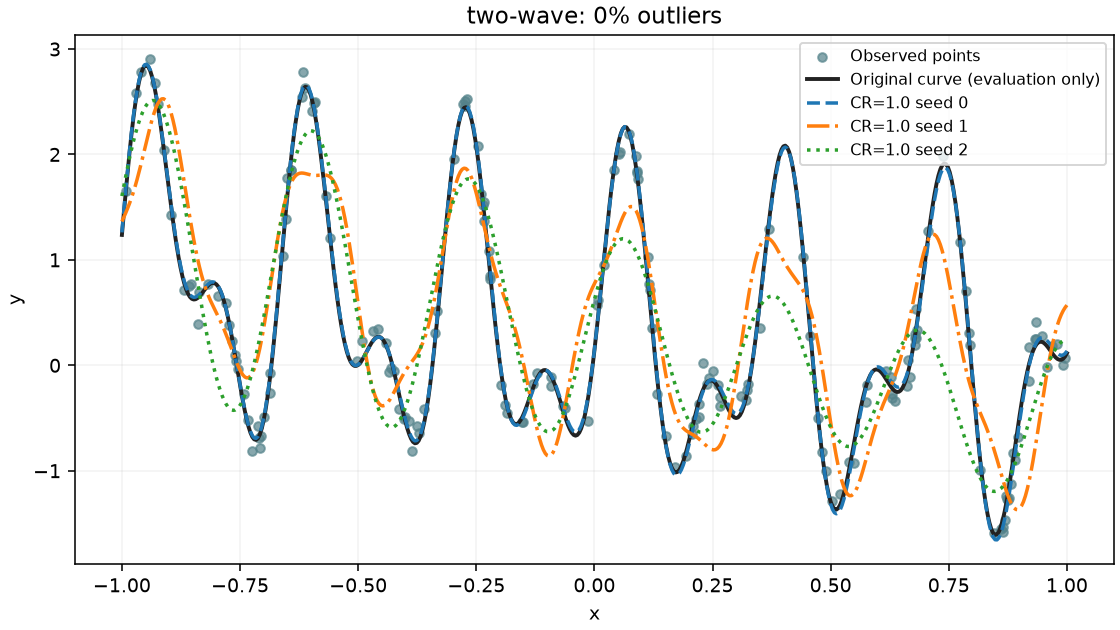 two-wave: 0% outliers
Observed points
Original curve (evaluation only)
CR=1.0 seed 0
CR=1.0 seed 1
CR=1.0 seed 2
3
2
1
0
−1
y
−1.00
−0.75
−0.50
−0.25
0.00
0.25
0.50
0.75
1.00
x